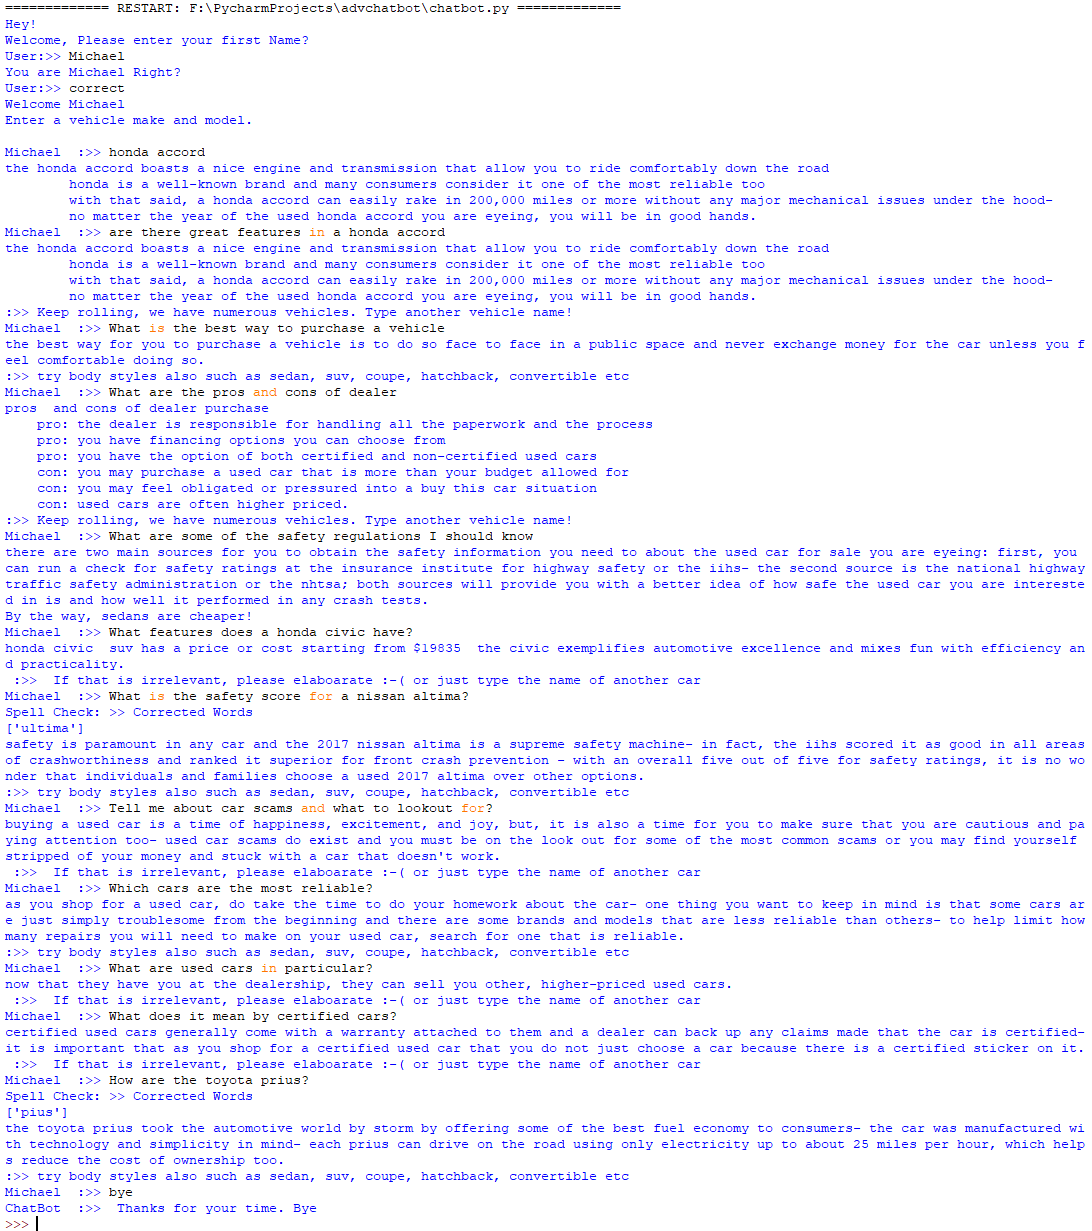 ============= RESTART: F:\PycharmProjects\advchatbot\chatbot.py =============
Hey!
Welcome, Please enter your first Name?
User:>> Michael
You are Michael Right?
User:>> correct
Welcome Michael
Enter a vehicle make and model.

Michael  :>> honda accord
the honda accord boasts a nice engine and transmission that allow you to ride comfortably down the road
        honda is a well-known brand and many consumers consider it one of the most reliable too
        with that said, a honda accord can easily rake in 200,000 miles or more without any major mechanical issues under the hood-
        no matter the year of the used honda accord you are eyeing, you will be in good hands.
Michael  :>> are there great features in a honda accord
the honda accord boasts a nice engine and transmission that allow you to ride comfortably down the road
        honda is a well-known brand and many consumers consider it one of the most reliable too
        with that said, a honda accord can easily rake in 200,000 miles or more without any major mechanical issues under the hood-
        no matter the year of the used honda accord you are eyeing, you will be in good hands.
:>> Keep rolling, we have numerous vehicles. Type another vehicle name!
Michael  :>> What is the best way to purchase a vehicle
the best way for you to purchase a vehicle is to do so face to face in a public space and never exchange money for the car unless you f
eel comfortable doing so.
:>> try body styles also such as sedan, suv, coupe, hatchback, convertible etc
Michael  :>> What are the pros and cons of dealer
pros  and cons of dealer purchase
    pro: the dealer is responsible for handling all the paperwork and the process
    pro: you have financing options you can choose from
    pro: you have the option of both certified and non-certified used cars
    con: you may purchase a used car that is more than your budget allowed for
    con: you may feel obligated or pressured into a buy this car situation
    con: used cars are often higher priced.
:>> Keep rolling, we have numerous vehicles. Type another vehicle name!
Michael  :>> What are some of the safety regulations I should know
there are two main sources for you to obtain the safety information you need to about the used car for sale you are eyeing: first, you
can run a check for safety ratings at the insurance institute for highway safety or the iihs- the second source is the national highway
traffic safety administration or the nhtsa; both sources will provide you with a better idea of how safe the used car you are intereste
d in is and how well it performed in any crash tests.
By the way, sedans are cheaper!
Michael  :>> What features does a honda civic have?
honda civic  suv has a price or cost starting from $19835  the civic exemplifies automotive excellence and mixes fun with efficiency an
d practicality.
 :>>  If that is irrelevant, please elaboarate :-( or just type the name of another car
Michael  :>> What is the safety score for a nissan altima?
Spell Check: >> Corrected Words
['ultima']
safety is paramount in any car and the 2017 nissan altima is a supreme safety machine- in fact, the iihs scored it as good in all areas
of crashworthiness and ranked it superior for front crash prevention - with an overall five out of five for safety ratings, it is no wo
nder that individuals and families choose a used 2017 altima over other options.
:>> try body styles also such as sedan, suv, coupe, hatchback, convertible etc
Michael  :>> Tell me about car scams and what to lookout for?
buying a used car is a time of happiness, excitement, and joy, but, it is also a time for you to make sure that you are cautious and pa
ying attention too- used car scams do exist and you must be on the look out for some of the most common scams or you may find yourself
stripped of your money and stuck with a car that doesn't work.
 :>>  If that is irrelevant, please elaboarate :-( or just type the name of another car
Michael  :>> Which cars are the most reliable?
as you shop for a used car, do take the time to do your homework about the car- one thing you want to keep in mind is that some cars ar
e just simply troublesome from the beginning and there are some brands and models that are less reliable than others- to help limit how
many repairs you will need to make on your used car, search for one that is reliable.
:>> try body styles also such as sedan, suv, coupe, hatchback, convertible etc
Michael  :>> What are used cars in particular?
now that they have you at the dealership, they can sell you other, higher-priced used cars.
 :>>  If that is irrelevant, please elaboarate :-( or just type the name of another car
Michael  :>> What does it mean by certified cars?
certified used cars generally come with a warranty attached to them and a dealer can back up any claims made that the car is certified-
it is important that as you shop for a certified used car that you do not just choose a car because there is a certified sticker on it.
 :>>  If that is irrelevant, please elaboarate :-( or just type the name of another car
Michael  :>> How are the toyota prius?
Spell Check: >> Corrected Words
['pius']
the toyota prius took the automotive world by storm by offering some of the best fuel economy to consumers- the car was manufactured wi
th technology and simplicity in mind- each prius can drive on the road using only electricity up to about 25 miles per hour, which help
s reduce the cost of ownership too.
:>> try body styles also such as sedan, suv, coupe, hatchback, convertible etc
Michael  :>> bye
ChatBot  :>>  Thanks for your time. Bye
>>>